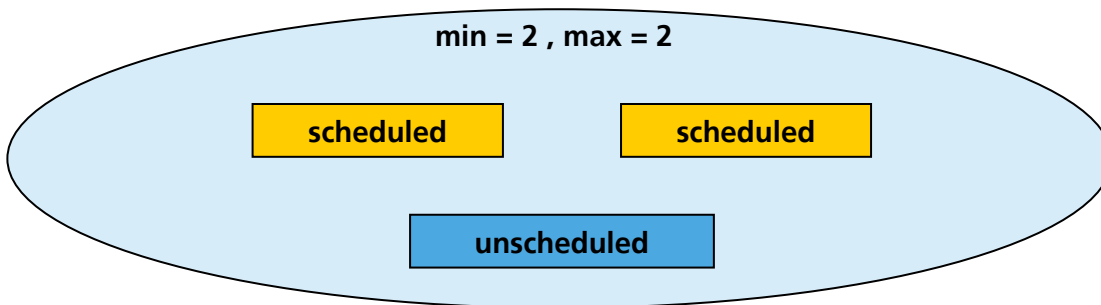 min = 2 , max = 2
scheduled
scheduled
unscheduled